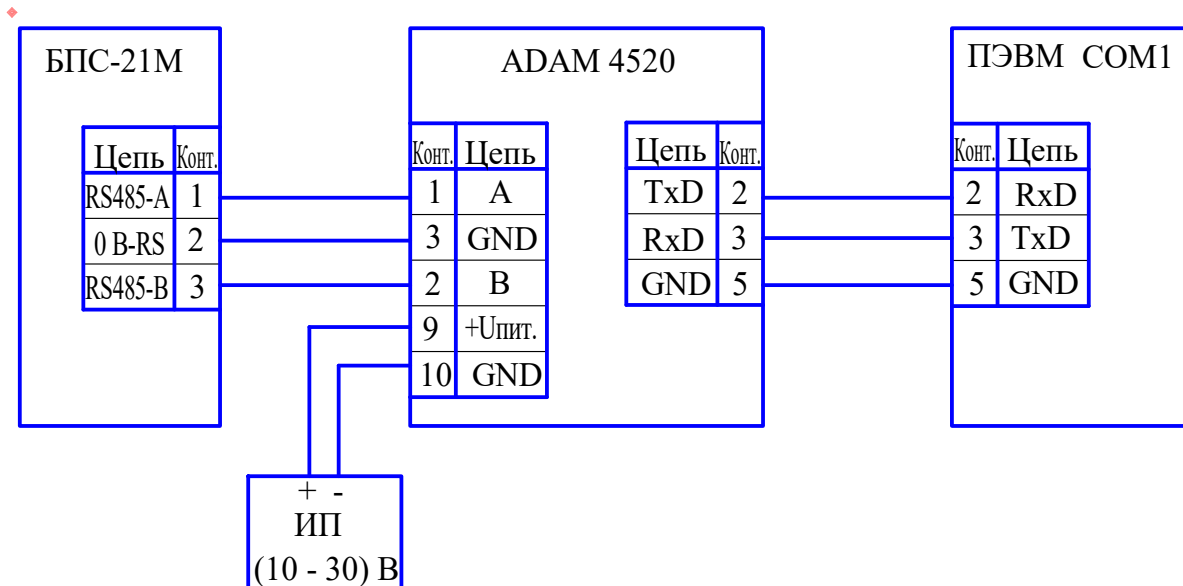 БПС-21М
Цепь Конт.
RS485-A 1
0 В-RS 2
RS485-B 3
ADAM 4520
Конт. Цепь
1 A
3 GND
2 B
9 +Uпит.
10 GND
Цепь Конт.
TxD 2
RxD 3
GND 5
ПЭВМ COM1
Конт. Цепь
2 RxD
3 TxD
5 GND
+ -
ИП
(10 - 30) В